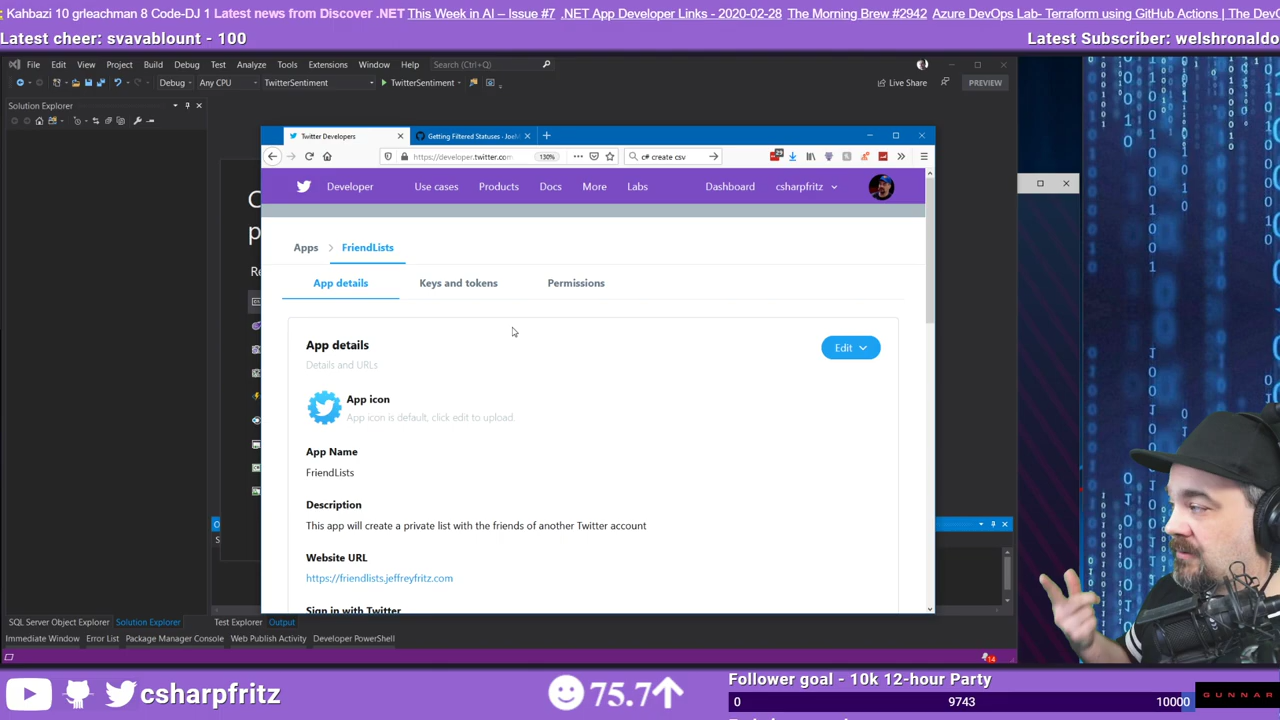 Kahbazi 10 grleachman 8 Code-DJ 1 Latest news from Discover .NET This Week in AI – Issue #7 .NET App Developer Links - 2020-02-28 The Morning Brew #2942 Azure DevOps Lab- Terraform using GitHub Actions | The Dev
Latest cheer: svavablount - 100
Latest Subscriber: welshronaldo
File Edit View Project Build Debug Test Analyze Tools Extensions Window Help Search (Ctrl+Q)
Debug Any CPU TwitterSentiment TwitterSentiment Live Share PREVIEW
Solution Explorer
Twitter Developers
Getting Filtered Statuses - JoeM
https://developer.twitter.com 130% c# create csv
Developer Use cases Products Docs More Labs Dashboard csharpfritz
Apps FriendLists
App details Keys and tokens Permissions
App details
Edit
Details and URLs
App icon
App icon is default, click edit to upload.
App Name
FriendLists
Description
This app will create a private list with the friends of another Twitter account
Website URL
https://friendlists.jeffreyfritz.com
Sign in with Twitter
SQL Server Object Explorer Solution Explorer Test Explorer Output
Immediate Window Error List Package Manager Console Web Publish Activity Developer PowerShell
14
csharpfritz
75.7
Follower goal - 10k 12-hour Party
0 9743 10000
GUNNAR